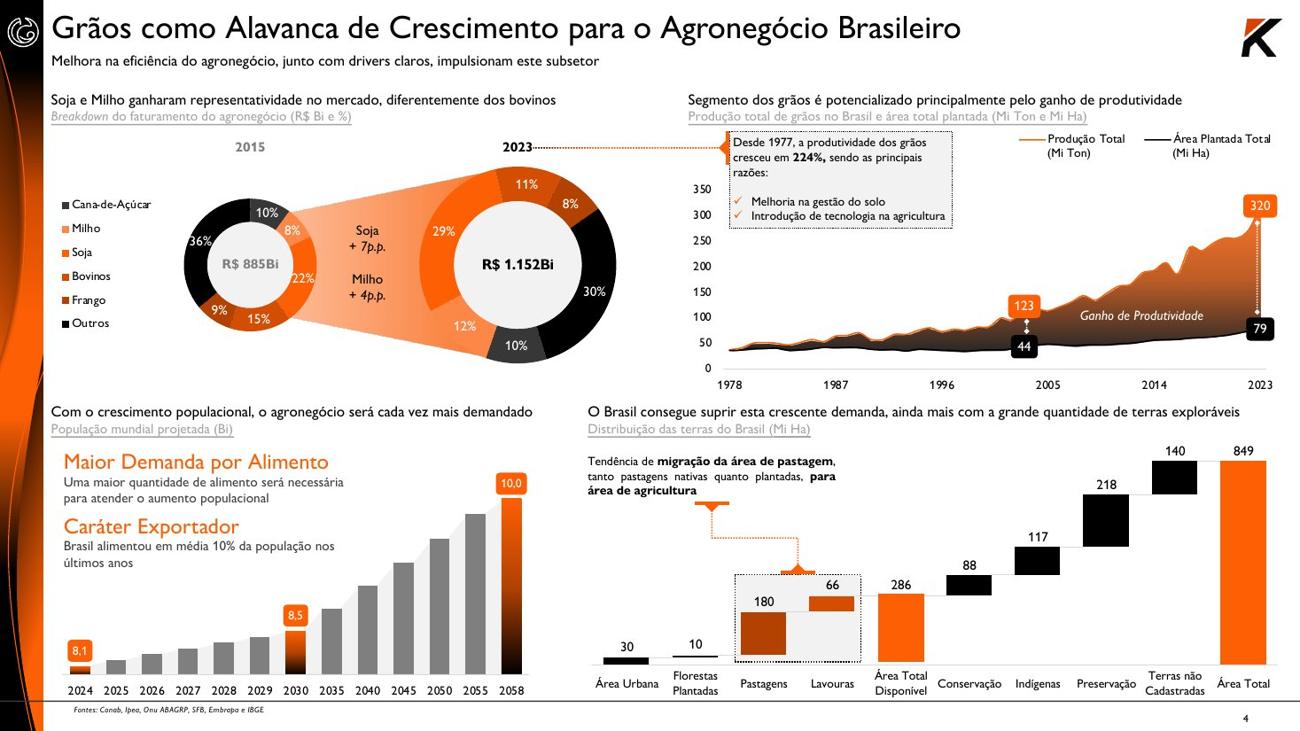 Grãos como Alavanca de Crescimento para o Agronegócio Brasileiro
Melhora na eficiência do agronegócio, junto com drivers claros, impulsionam este subsetor
Soja e Milho ganharam representatividade no mercado, diferentemente dos bovinos
Breakdown do faturamento do agronegócio (R$ Bi e %)
2015
2023
Cana-de-Açúcar
Milho
Soja
Bovinos
Frango
Outros
10%
8%
22%
15%
9%
36%
R$ 885Bi
Soja
+ 7p.p.
Milho
+ 4p.p.
11%
8%
30%
10%
12%
29%
R$ 1.152Bi
Segmento dos grãos é potencializado principalmente pelo ganho de produtividade
Produção total de grãos no Brasil e área total plantada (Mi Ton e Mi Ha)
Desde 1977, a produtividade dos grãos
cresceu em 224%, sendo as principais
razões:
✓ Melhoria na gestão do solo
✓ Introdução de tecnologia na agricultura
Produção Total
(Mi Ton)
Área Plantada Total
(Mi Ha)
350
300
250
200
150
100
50
0
320
123
Ganho de Produtividade
79
44
1978
1987
1996
2005
2014
2023
Com o crescimento populacional, o agronegócio será cada vez mais demandado
População mundial projetada (Bi)
Maior Demanda por Alimento
Uma maior quantidade de alimento será necessária
para atender o aumento populacional
Caráter Exportador
Brasil alimentou em média 10% da população nos
últimos anos
8,1
8,5
10,0
2024 2025 2026 2027 2028 2029 2030 2035 2040 2045 2050 2055 2058
O Brasil consegue suprir esta crescente demanda, ainda mais com a grande quantidade de terras exploráveis
Distribuição das terras do Brasil (Mi Ha)
Tendência de migração da área de pastagem,
tanto pastagens nativas quanto plantadas, para
área de agricultura
30
10
180
66
286
88
117
218
140
849
Área Urbana
Florestas
Plantadas
Pastagens
Lavouras
Área Total
Disponível
Conservação
Indígenas
Preservação
Terras não
Cadastradas
Área Total
Fontes: Conab, Ipea, Onu ABAGRP, SFB, Embrapa e IBGE
4